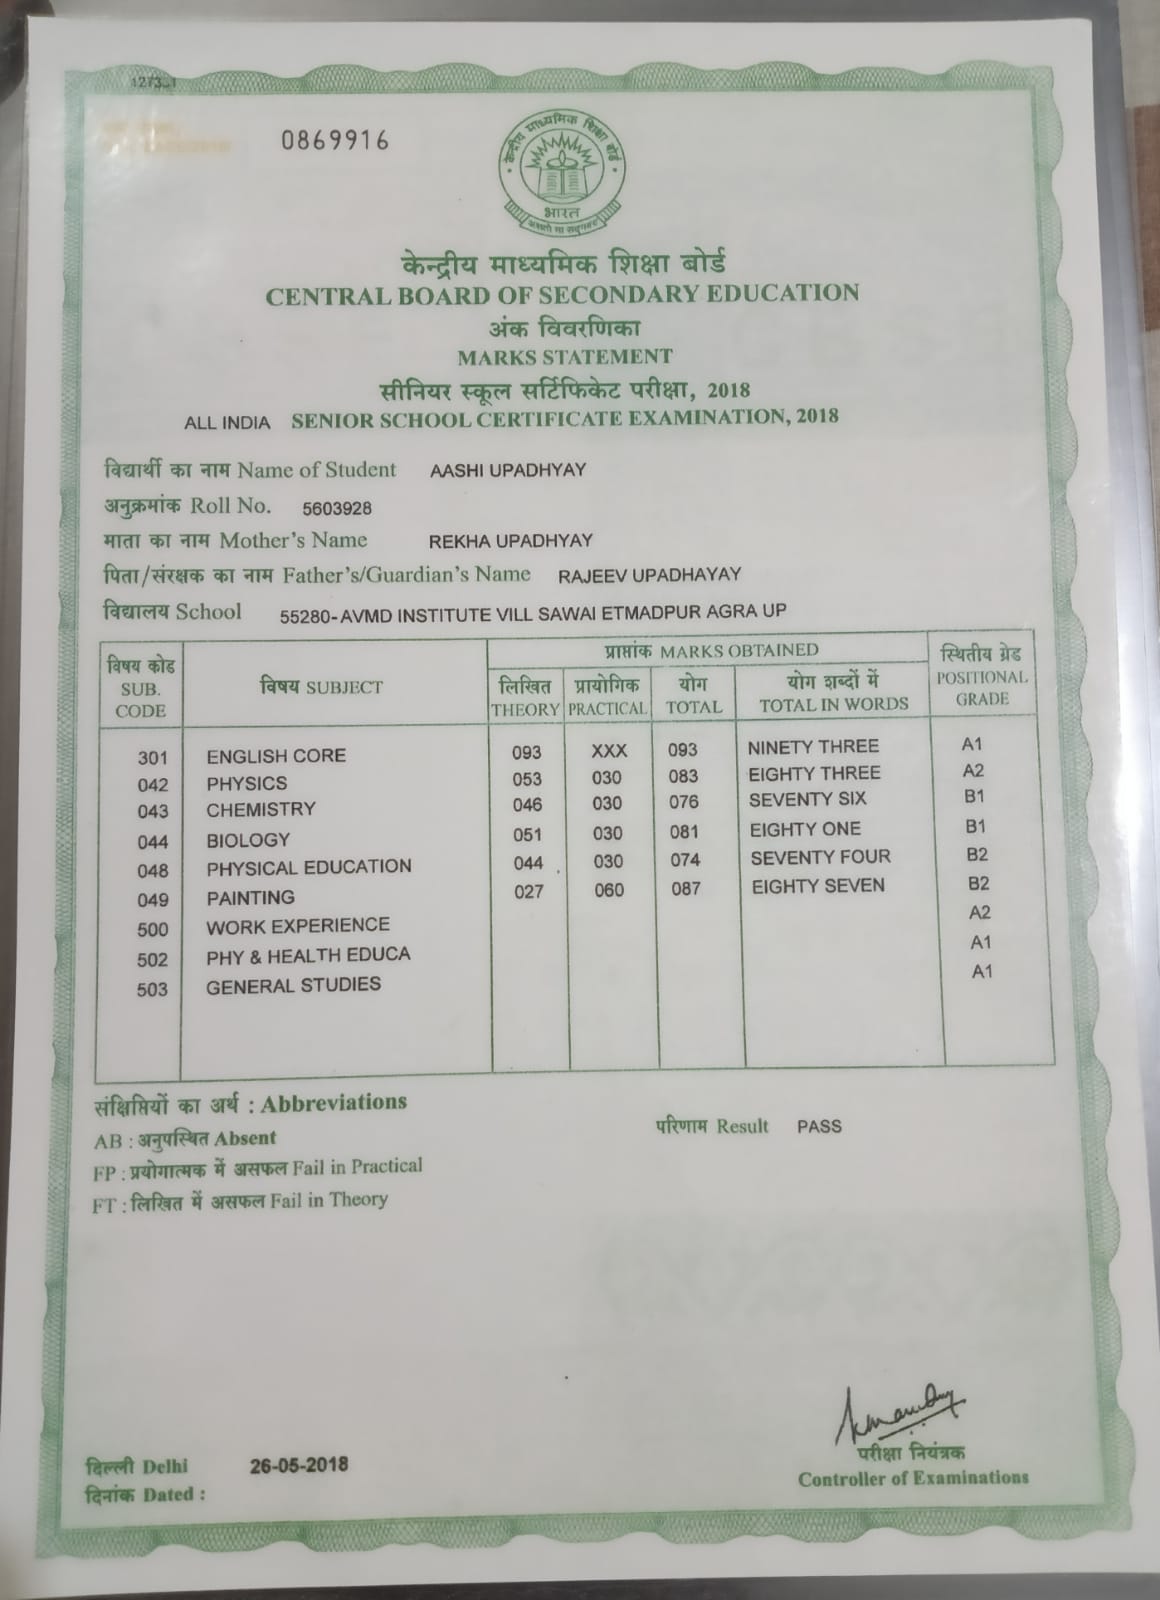 0869916
केन्द्रीय माध्यमिक शिक्षा बोर्ड
भारत
केन्द्रीय माध्यमिक शिक्षा बोर्ड
CENTRAL BOARD OF SECONDARY EDUCATION
अंक विवरणिका
MARKS STATEMENT
सीनियर स्कूल सर्टिफिकेट परीक्षा, 2018
ALL INDIA SENIOR SCHOOL CERTIFICATE EXAMINATION, 2018
विद्यार्थी का नाम Name of Student AASHI UPADHYAY
अनुक्रमांक Roll No. 5603928
माता का नाम Mother's Name REKHA UPADHYAY
पिता/संरक्षक का नाम Father's/Guardian's Name RAJEEV UPADHAYAY
विद्यालय School 55280-AVMD INSTITUTE VILL SAWAI ETMADPUR AGRA UP
विषय कोड SUB. CODE विषय SUBJECT प्राप्तांक MARKS OBTAINED स्थितीय ग्रेड POSITIONAL GRADE
लिखित THEORY प्रायोगिक PRACTICAL योग TOTAL योग शब्दों में TOTAL IN WORDS
301 ENGLISH CORE 093 XXX 093 NINETY THREE A1
042 PHYSICS 053 030 083 EIGHTY THREE A2
043 CHEMISTRY 046 030 076 SEVENTY SIX B1
044 BIOLOGY 051 030 081 EIGHTY ONE B1
048 PHYSICAL EDUCATION 044 030 074 SEVENTY FOUR B2
049 PAINTING 027 060 087 EIGHTY SEVEN B2
500 WORK EXPERIENCE A2
502 PHY & HEALTH EDUCA A1
503 GENERAL STUDIES A1
संक्षिप्तियों का अर्थ : Abbreviations
AB : अनुपस्थित Absent
परिणाम Result PASS
FP : प्रयोगात्मक में असफल Fail in Practical
FT : लिखित में असफल Fail in Theory
परीक्षा नियंत्रक
Controller of Examinations
दिल्ली Delhi 26-05-2018
दिनांक Dated :